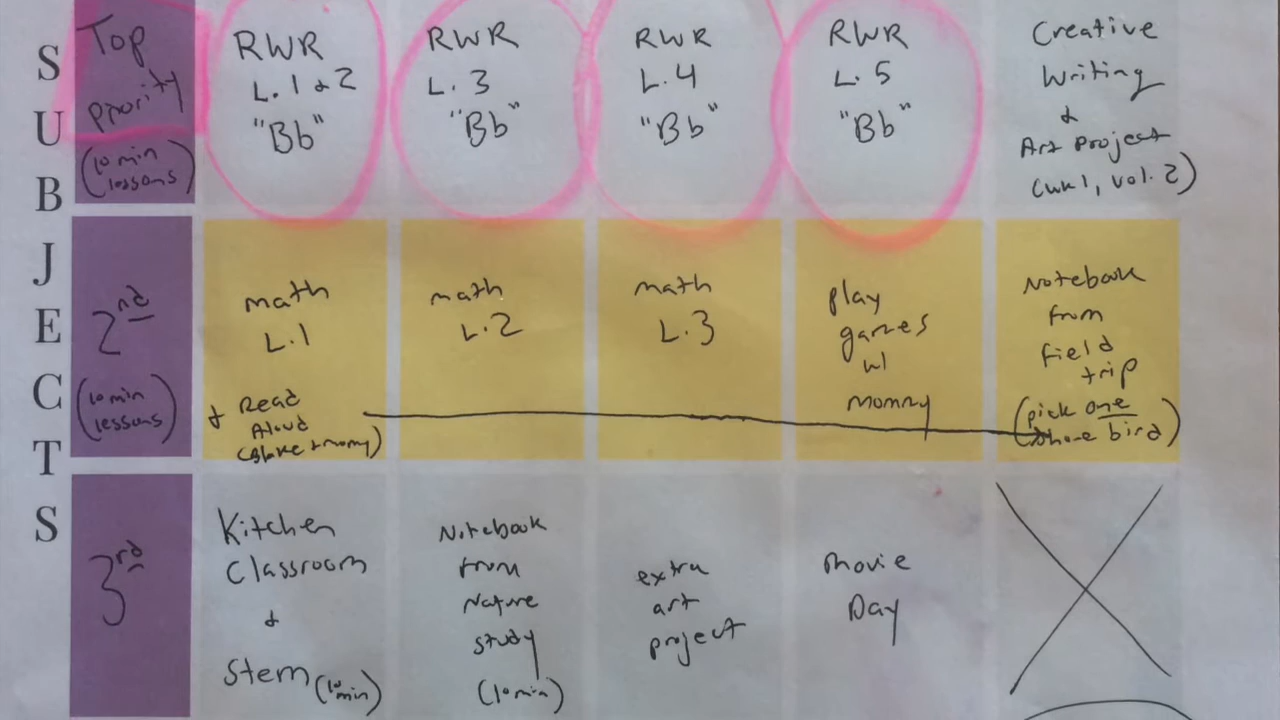 SUBJECTS
Top
Priority
(10 min
lessons)
RWR
L. 1 & 2
"Bb"
RWR
L. 3
"Bb"
RWR
L. 4
"Bb"
RWR
L. 5
"Bb"
Creative
Writing
&
Art Project
(wk 1, vol. 2)
2nd
(10 min
lessons)
math
L. 1
+ Read
Aloud
math
L. 2
math
L. 3
play
games
w/
mommy
Notebook
from
field
trip
(pick one
bird)
3rd
Kitchen
Classroom
&
Stem (10 min)
Notebook
from
Nature
study
(10 min)
extra
art
project
movie
Day